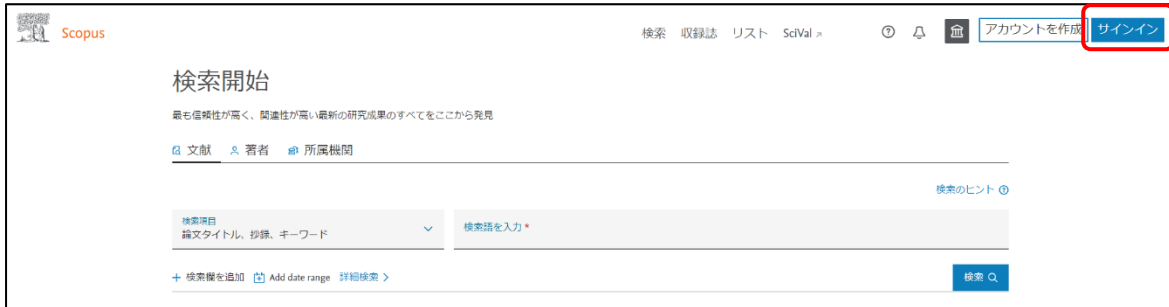 Scopus
検索 収録誌 リスト SciVal ↗ アカウントを作成 サインイン
検索開始
最も信頼性が高く、関連性が高い最新の研究成果のすべてをここから発見
文献 著者 所属機関
検索のヒント
検索項目
論文タイトル、抄録、キーワード
検索語を入力 *
+ 検索欄を追加 Add date range 詳細検索 >
検索